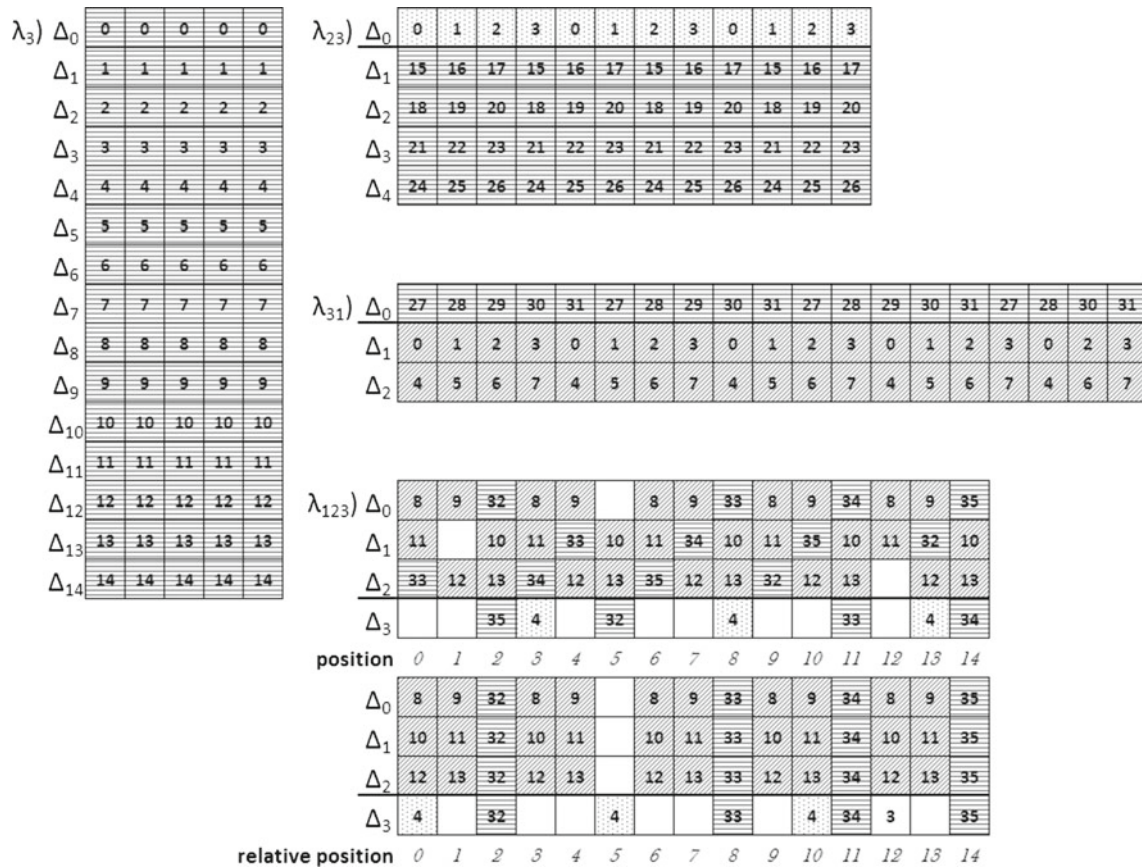 λ₃) Δ₀ 0 0 0 0 0
Δ₁ 1 1 1 1 1
Δ₂ 2 2 2 2 2
Δ₃ 3 3 3 3 3
Δ₄ 4 4 4 4 4
Δ₅ 5 5 5 5 5
Δ₆ 6 6 6 6 6
Δ₇ 7 7 7 7 7
Δ₈ 8 8 8 8 8
Δ₉ 9 9 9 9 9
Δ₁₀ 10 10 10 10 10
Δ₁₁ 11 11 11 11 11
Δ₁₂ 12 12 12 12 12
Δ₁₃ 13 13 13 13 13
Δ₁₄ 14 14 14 14 14
λ₂₃) Δ₀ 0 1 2 3 0 1 2 3 0 1 2 3
Δ₁ 15 16 17 15 16 17 15 16 17 15 16 17
Δ₂ 18 19 20 18 19 20 18 19 20 18 19 20
Δ₃ 21 22 23 21 22 23 21 22 23 21 22 23
Δ₄ 24 25 26 24 25 26 24 25 26 24 25 26
λ₃₁) Δ₀ 27 28 29 30 31 27 28 29 30 31 27 28 29 30 31 27 28 30 31
Δ₁ 0 1 2 3 0 1 2 3 0 1 2 3 0 1 2 3 0 2 3
Δ₂ 4 5 6 7 4 5 6 7 4 5 6 7 4 5 6 7 4 6 7
λ₁₂₃) Δ₀ 8 9 32 8 9 8 9 33 8 9 34 8 9 35
Δ₁ 11 10 11 33 10 11 34 10 11 35 10 11 32 10
Δ₂ 33 12 13 34 12 13 35 12 13 32 12 13 12 13
Δ₃ 35 4 32 4 33 4 34
position 0 1 2 3 4 5 6 7 8 9 10 11 12 13 14
Δ₀ 8 9 32 8 9 8 9 33 8 9 34 8 9 35
Δ₁ 10 11 32 10 11 10 11 33 10 11 34 10 11 35
Δ₂ 12 13 32 12 13 12 13 33 12 13 34 12 13 35
Δ₃ 4 32 4 33 4 34 3 35
relative position 0 1 2 3 4 5 6 7 8 9 10 11 12 13 14